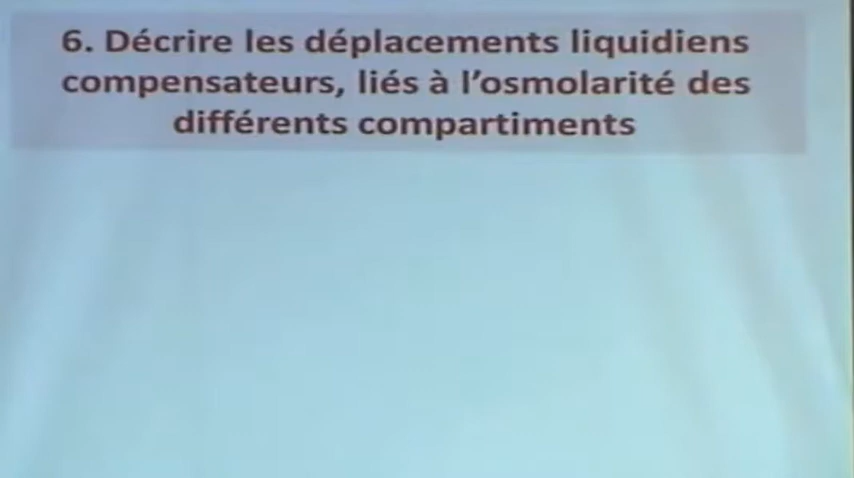 6. Décrire les déplacements liquidiens
compensateurs, liés à l’osmolarité des
différents compartiments